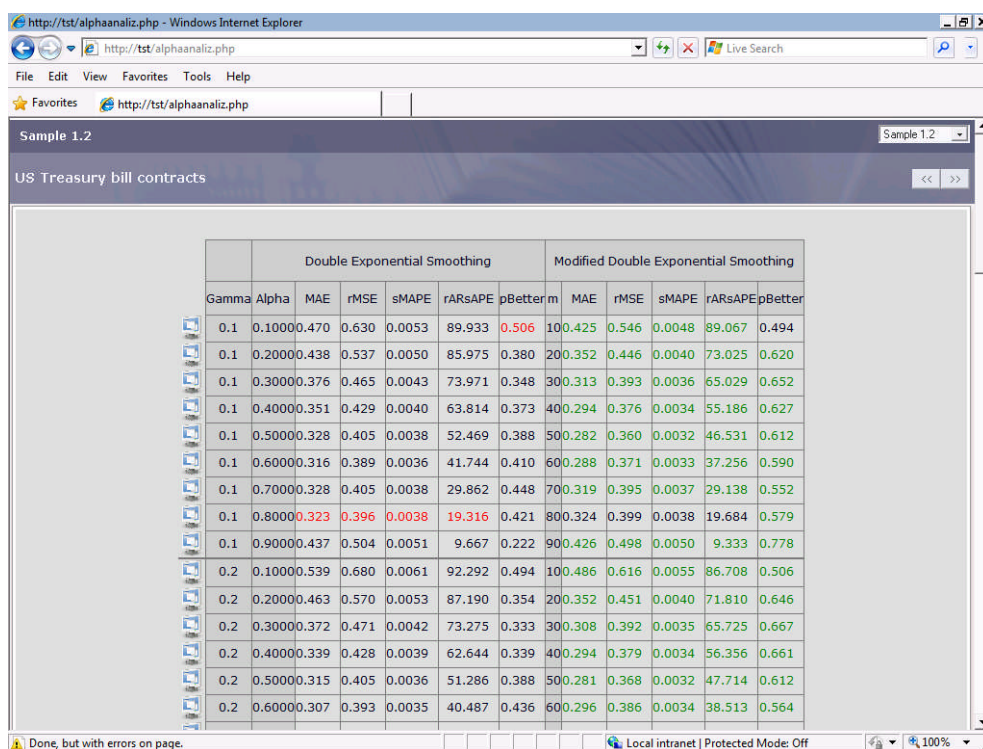 http://tst/alphaanaliz.php - Windows Internet Explorer
http://tst/alphaanaliz.php
Live Search
File Edit View Favorites Tools Help
Favorites http://tst/alphaanaliz.php
Sample 1.2 Sample 1.2
US Treasury bill contracts << >>
Double Exponential Smoothing Modified Double Exponential Smoothing
Gamma Alpha MAE rMSE sMAPE rARsAPE pBetter m MAE rMSE sMAPE rARsAPE pBetter
0.1 0.1000 0.470 0.630 0.0053 89.933 0.506 10 0.425 0.546 0.0048 89.067 0.494
0.1 0.2000 0.438 0.537 0.0050 85.975 0.380 20 0.352 0.446 0.0040 73.025 0.620
0.1 0.3000 0.376 0.465 0.0043 73.971 0.348 30 0.313 0.393 0.0036 65.029 0.652
0.1 0.4000 0.351 0.429 0.0040 63.814 0.373 40 0.294 0.376 0.0034 55.186 0.627
0.1 0.5000 0.328 0.405 0.0038 52.469 0.388 50 0.282 0.360 0.0032 46.531 0.612
0.1 0.6000 0.316 0.389 0.0036 41.744 0.410 60 0.288 0.371 0.0033 37.256 0.590
0.1 0.7000 0.328 0.405 0.0038 29.862 0.448 70 0.319 0.395 0.0037 29.138 0.552
0.1 0.8000 0.323 0.396 0.0038 19.316 0.421 80 0.324 0.399 0.0038 19.684 0.579
0.1 0.9000 0.437 0.504 0.0051 9.667 0.222 90 0.426 0.498 0.0050 9.333 0.778
0.2 0.1000 0.539 0.680 0.0061 92.292 0.494 10 0.486 0.616 0.0055 86.708 0.506
0.2 0.2000 0.463 0.570 0.0053 87.190 0.354 20 0.352 0.451 0.0040 71.810 0.646
0.2 0.3000 0.372 0.471 0.0042 73.275 0.333 30 0.308 0.392 0.0035 65.725 0.667
0.2 0.4000 0.339 0.428 0.0039 62.644 0.339 40 0.294 0.379 0.0034 56.356 0.661
0.2 0.5000 0.315 0.405 0.0036 51.286 0.388 50 0.281 0.368 0.0032 47.714 0.612
0.2 0.6000 0.307 0.393 0.0035 40.487 0.436 60 0.296 0.386 0.0034 38.513 0.564
Done, but with errors on page. Local intranet | Protected Mode: Off 100%